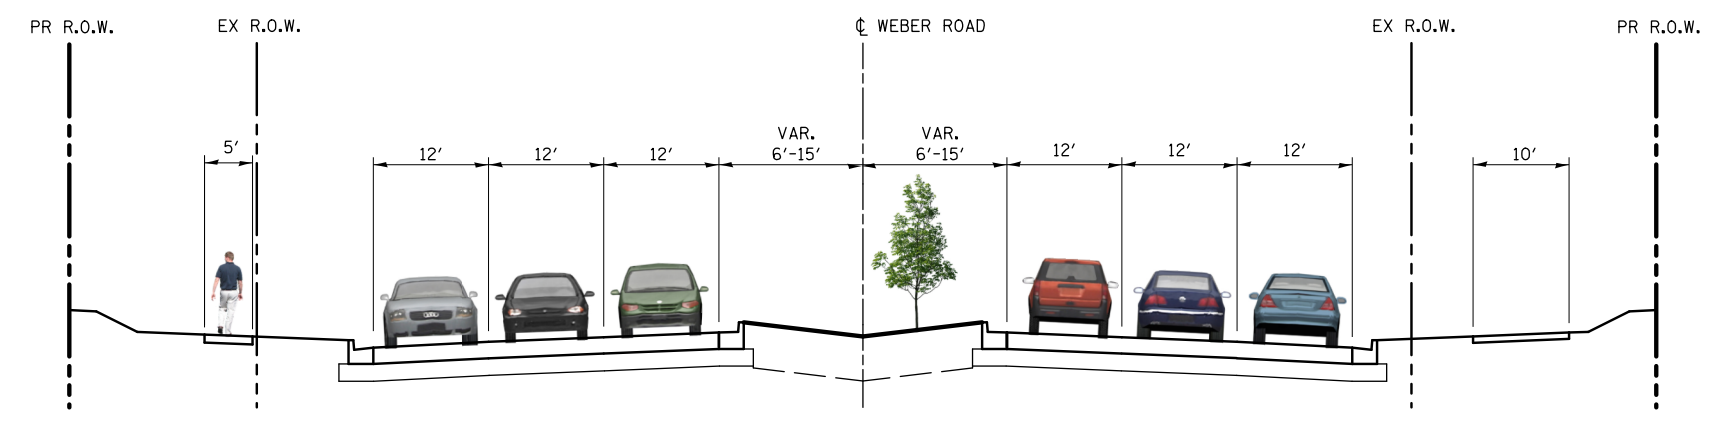 PR R.O.W.
EX R.O.W.
℄ WEBER ROAD
EX R.O.W.
PR R.O.W.
5'
12'
12'
12'
VAR.
6'-15'
VAR.
6'-15'
12'
12'
12'
10'